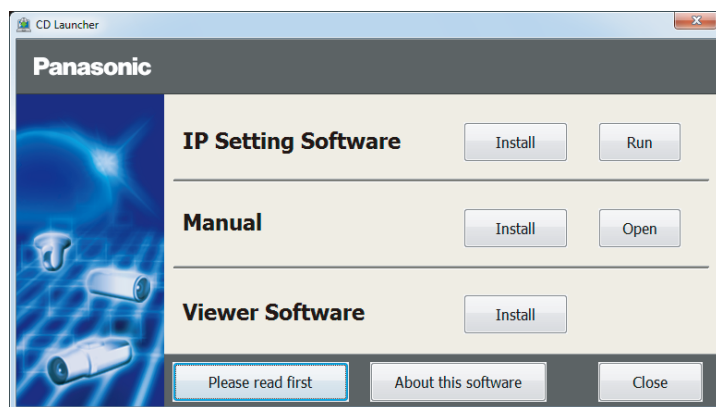 CD Launcher
Panasonic
IP Setting Software Install Run
Manual Install Open
Viewer Software Install
Please read first About this software Close